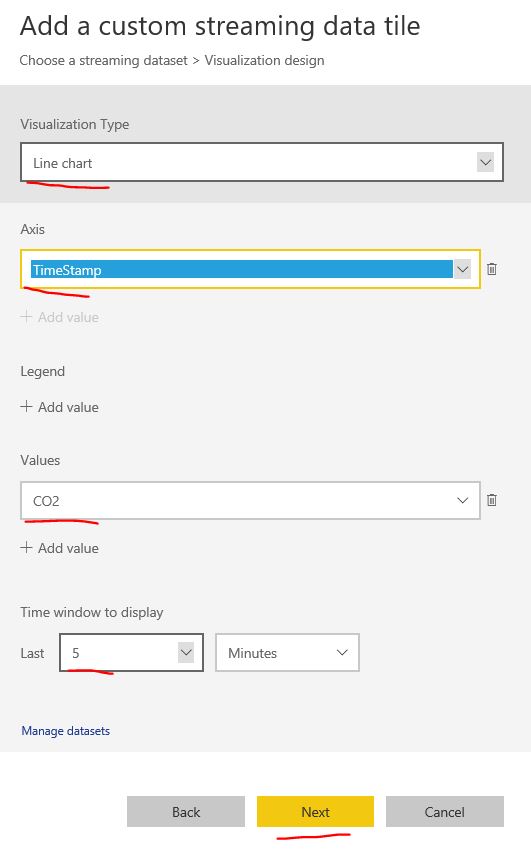 Add a custom streaming data tile
Choose a streaming dataset > Visualization design
Visualization Type
Line chart
Axis
TimeStamp
+ Add value
Legend
+ Add value
Values
CO2
+ Add value
Time window to display
Last 5 Minutes
Manage datasets
Back Next Cancel